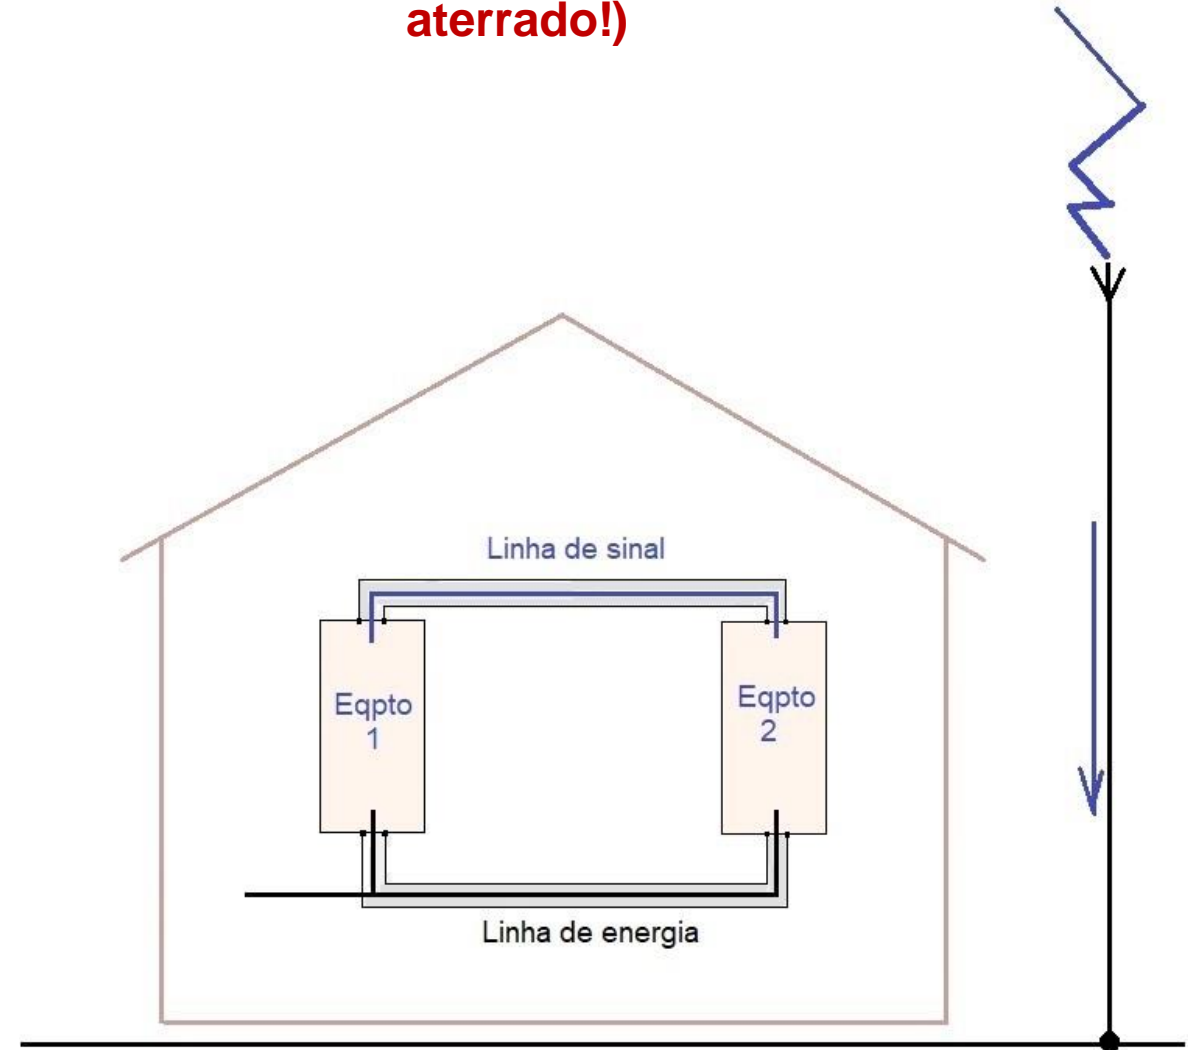 aterrado!)
Linha de sinal
Eqpto
1
Eqpto
2
Linha de energia